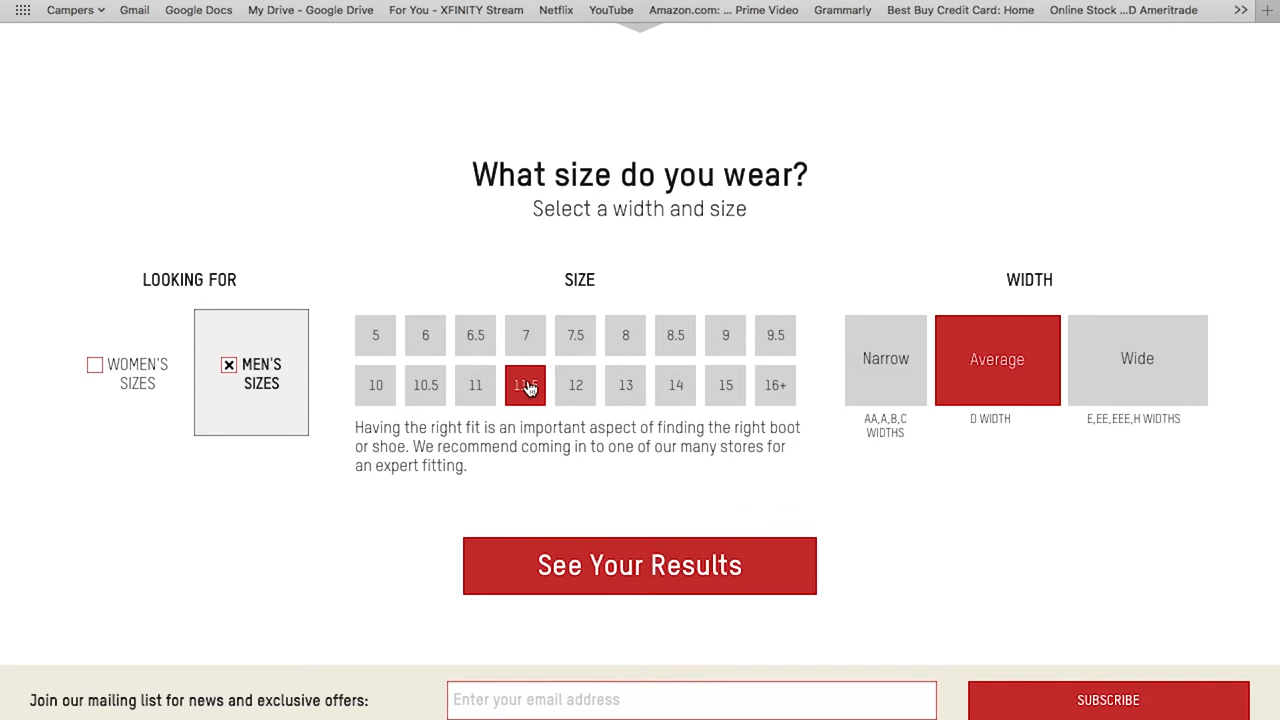 Campers Gmail Google Docs My Drive - Google Drive For You - XFINITY Stream Netflix YouTube Amazon.com: ... Prime Video Grammarly Best Buy Credit Card: Home Online Stock ...D Ameritrade
What size do you wear?
Select a width and size
LOOKING FOR
WOMEN'S
SIZES
MEN'S
SIZES
SIZE
5 6 6.5 7 7.5 8 8.5 9 9.5
10 10.5 11 11.5 12 13 14 15 16+
Having the right fit is an important aspect of finding the right boot
or shoe. We recommend coming in to one of our many stores for
an expert fitting.
WIDTH
Narrow Average Wide
AA,A,B,C
WIDTHS
D WIDTH
E,EE,EEE,H WIDTHS
See Your Results
Join our mailing list for news and exclusive offers:
Enter your email address
SUBSCRIBE